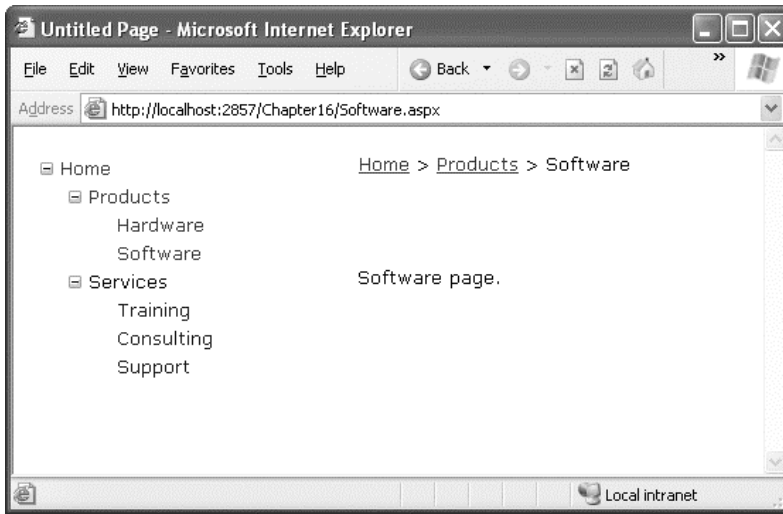 Untitled Page - Microsoft Internet Explorer
File Edit View Favorites Tools Help Back »
Address http://localhost:2857/Chapter16/Software.aspx
Home
Products
Hardware
Software
Services
Training
Consulting
Support
Home > Products > Software
Software page.
Local intranet